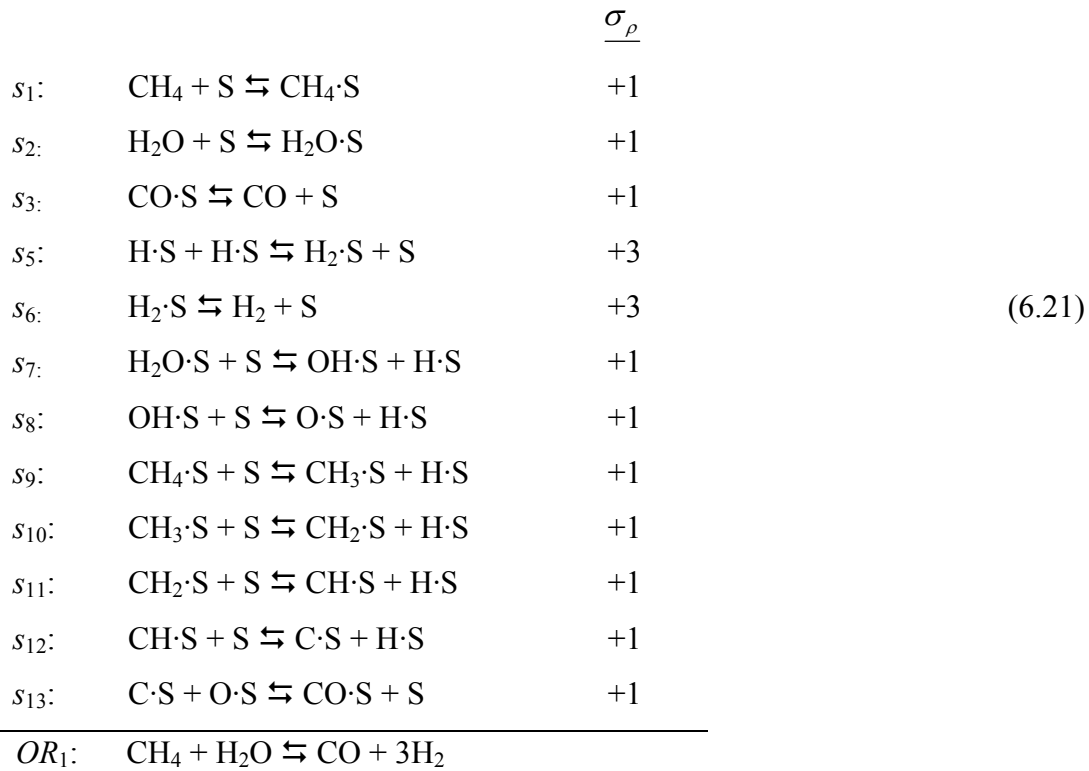 σρ
s1: CH4 + S ⇆ CH4·S +1
s2: H2O + S ⇆ H2O·S +1
s3: CO·S ⇆ CO + S +1
s5: H·S + H·S ⇆ H2·S + S +3
s6: H2·S ⇆ H2 + S +3 (6.21)
s7: H2O·S + S ⇆ OH·S + H·S +1
s8: OH·S + S ⇆ O·S + H·S +1
s9: CH4·S + S ⇆ CH3·S + H·S +1
s10: CH3·S + S ⇆ CH2·S + H·S +1
s11: CH2·S + S ⇆ CH·S + H·S +1
s12: CH·S + S ⇆ C·S + H·S +1
s13: C·S + O·S ⇆ CO·S + S +1
OR1: CH4 + H2O ⇆ CO + 3H2